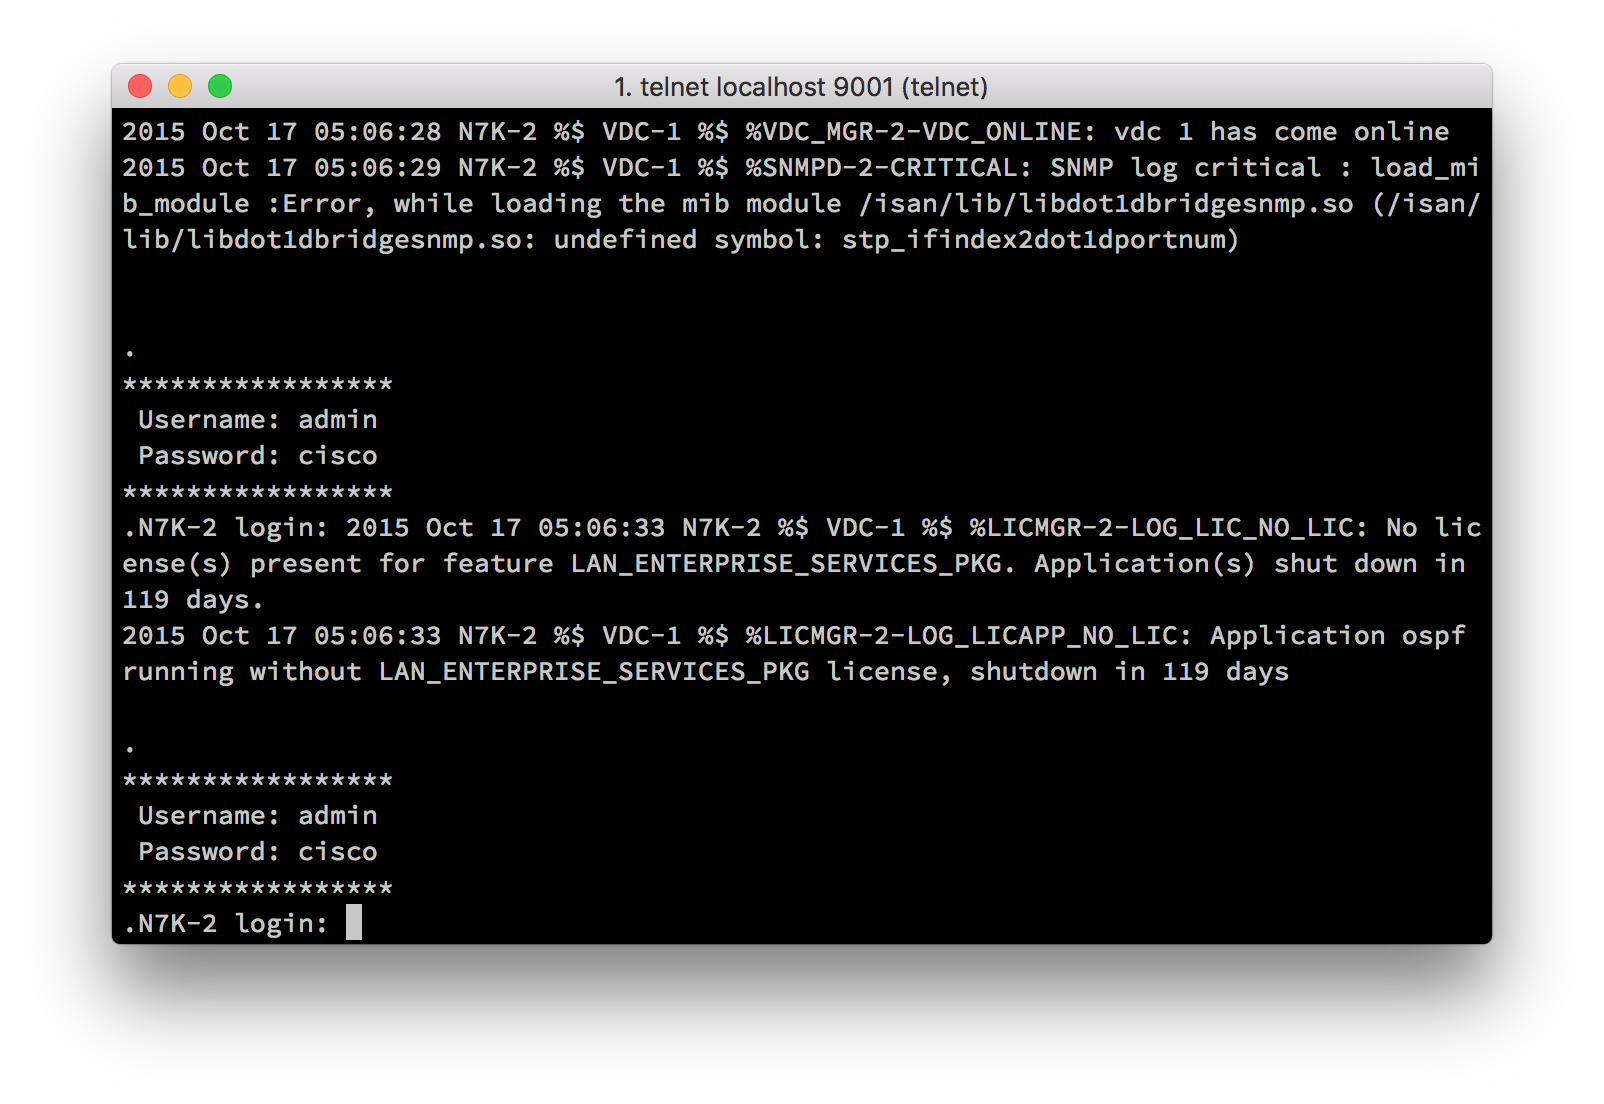 1. telnet localhost 9001 (telnet)
2015 Oct 17 05:06:28 N7K-2 %$ VDC-1 %$ %VDC_MGR-2-VDC_ONLINE: vdc 1 has come online
2015 Oct 17 05:06:29 N7K-2 %$ VDC-1 %$ %SNMPD-2-CRITICAL: SNMP log critical : load_mi
b_module :Error, while loading the mib module /isan/lib/libdot1dbridgesnmp.so (/isan/
lib/libdot1dbridgesnmp.so: undefined symbol: stp_ifindex2dot1dportnum)
.
*****************
Username: admin
Password: cisco
*****************
.N7K-2 login: 2015 Oct 17 05:06:33 N7K-2 %$ VDC-1 %$ %LICMGR-2-LOG_LIC_NO_LIC: No lic
ense(s) present for feature LAN_ENTERPRISE_SERVICES_PKG. Application(s) shut down in
119 days.
2015 Oct 17 05:06:33 N7K-2 %$ VDC-1 %$ %LICMGR-2-LOG_LICAPP_NO_LIC: Application ospf
running without LAN_ENTERPRISE_SERVICES_PKG license, shutdown in 119 days
.
*****************
Username: admin
Password: cisco
*****************
.N7K-2 login: